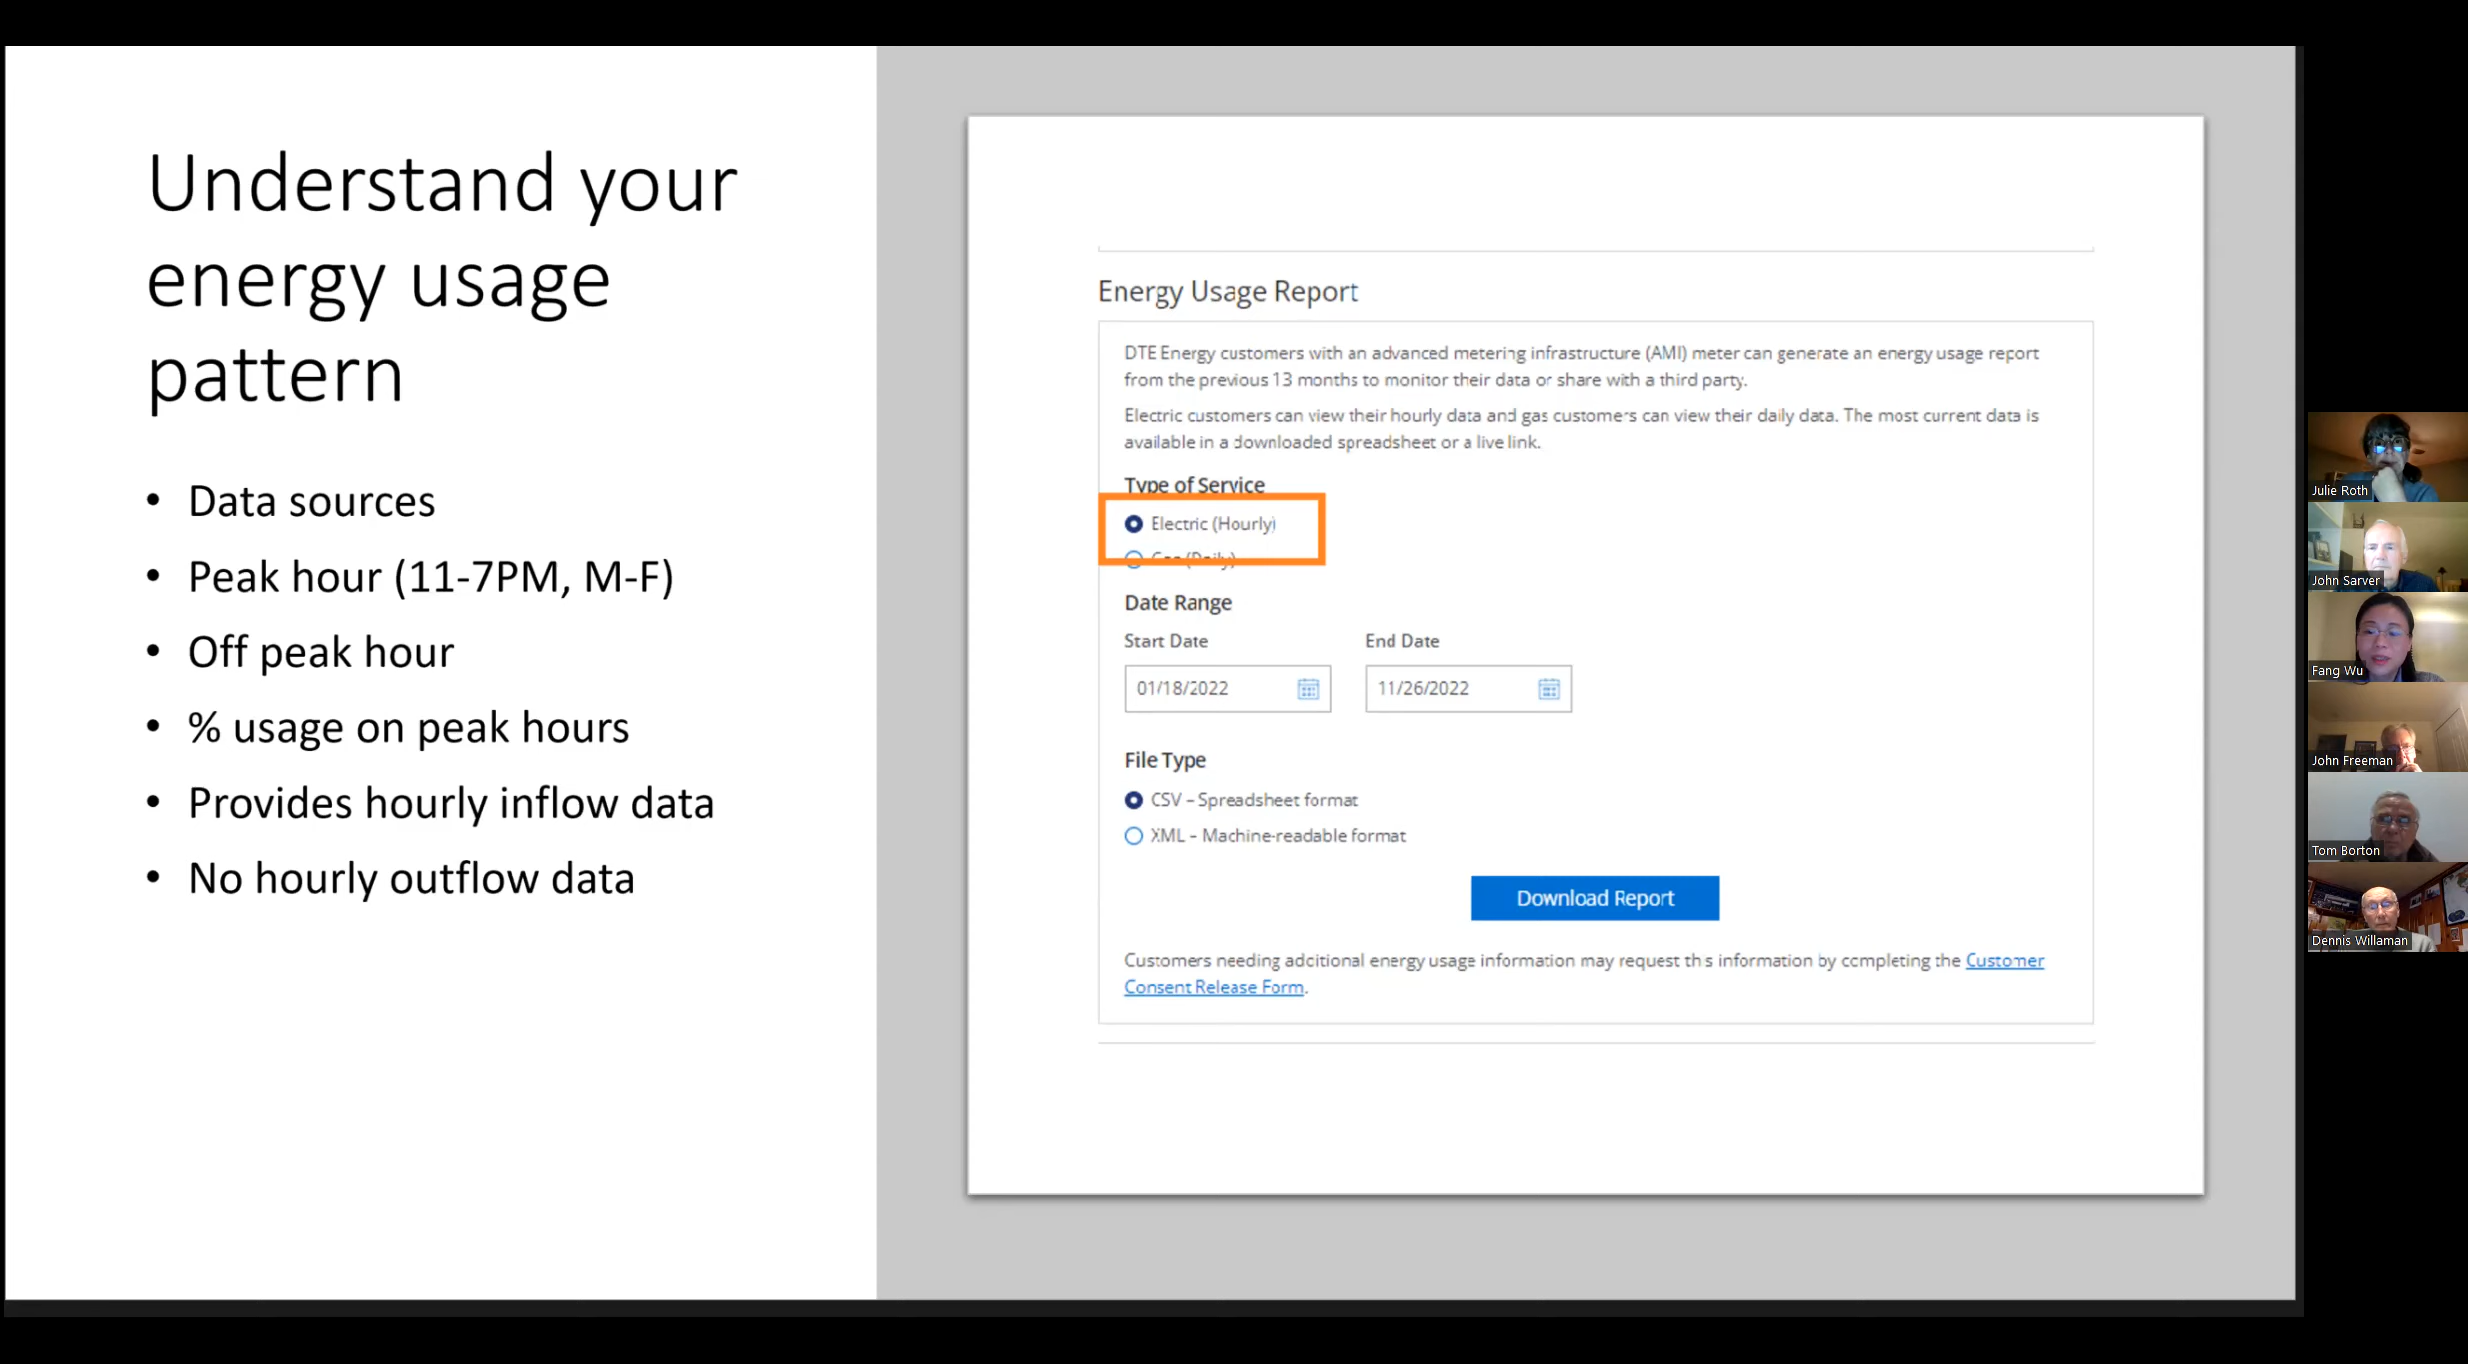 Understand your
energy usage
pattern
• Data sources
• Peak hour (11-7PM, M-F)
• Off peak hour
• % usage on peak hours
• Provides hourly inflow data
• No hourly outflow data
Energy Usage Report
DTE Energy customers with an advanced metering infrastructure (AMI) meter can generate an energy usage report
from the previous 13 months to monitor their data or share with a third party.
Electric customers can view their hourly data and gas customers can view their daily data. The most current data is
available in a downloaded spreadsheet or a live link.
Type of Service
Electric (Hourly)
Gas (Daily)
Date Range
Start Date End Date
01/18/2022 11/26/2022
File Type
CSV – Spreadsheet format
XML – Machine-readable format
Download Report
Customers needing additional energy usage information may request this information by completing the Customer
Consent Release Form.
Julie Roth
John Sarver
Fang Wu
John Freeman
Tom Borton
Dennis Willaman